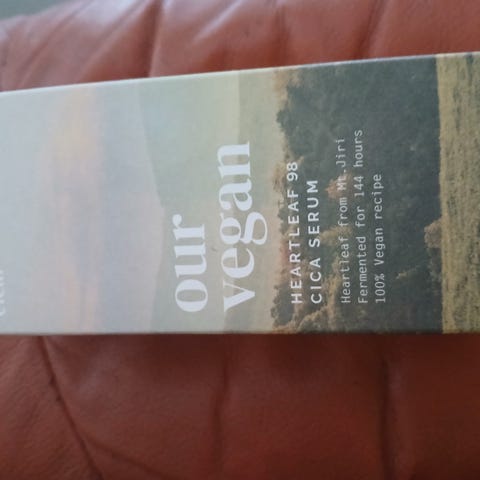 our
vegan
HEARTLEAF 98
CICA SERUM
Heartleaf from Mt.Jiri
Fermented for 144 hours
100% Vegan recipe